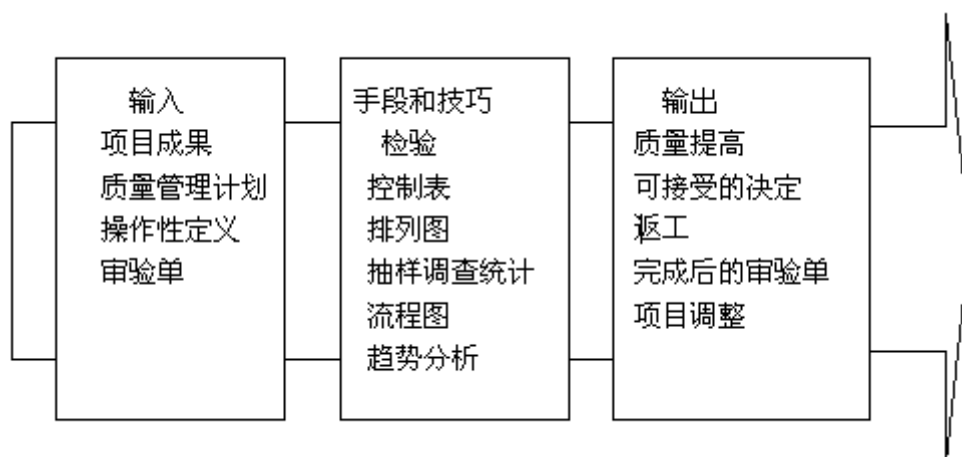 输入
项目成果
质量管理计划
操作性定义
审验单
手段和技巧
检验
控制表
排列图
抽样调查统计
流程图
趋势分析
输出
质量提高
可接受的决定
返工
完成后的审验单
项目调整